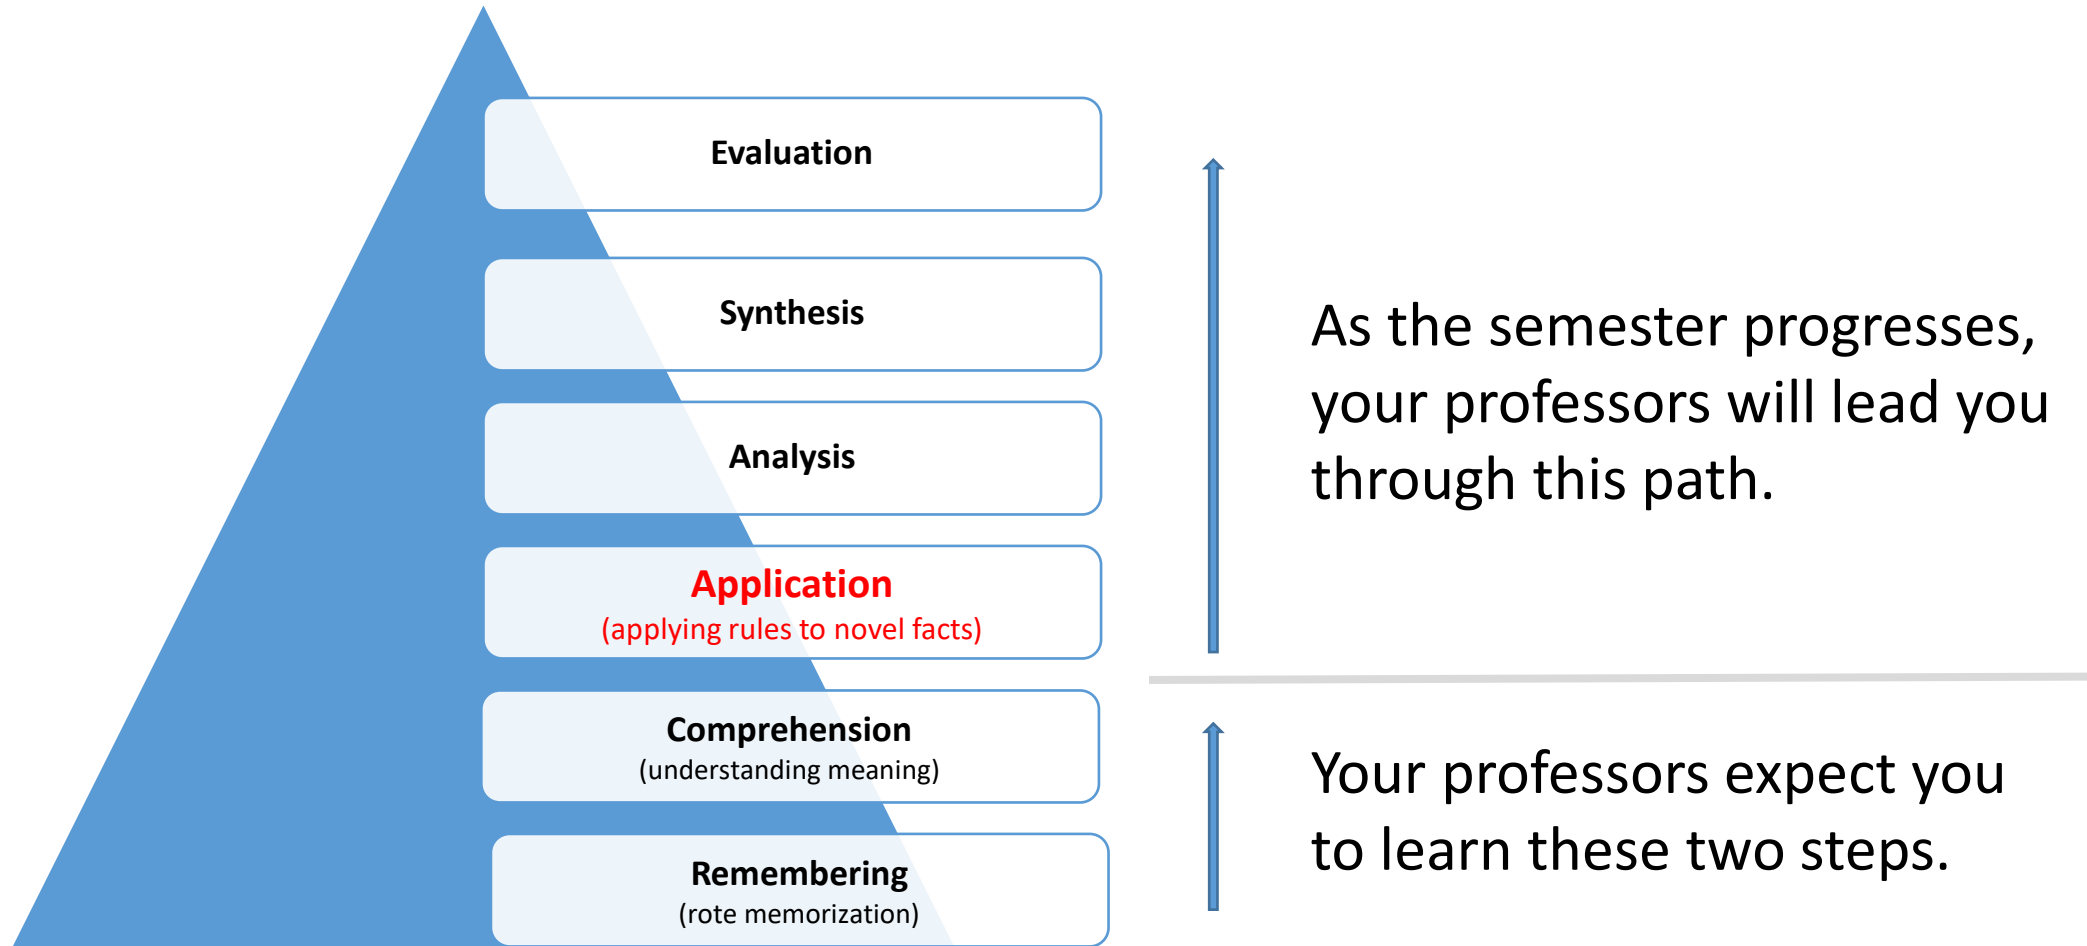 Evaluation
Synthesis
Analysis
Application
(applying rules to novel facts)
Comprehension
(understanding meaning)
Remembering
(rote memorization)
As the semester progresses,
your professors will lead you
through this path.
Your professors expect you
to learn these two steps.